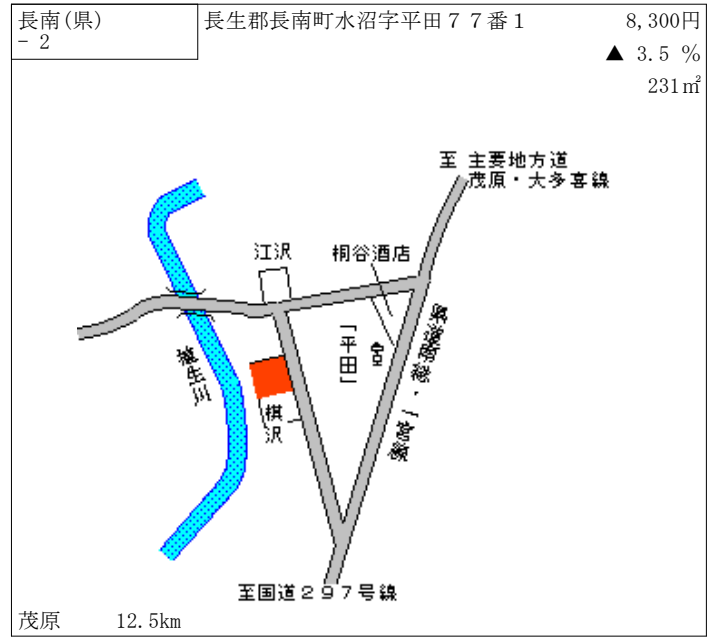 長南(県)
- 2
長生郡長南町水沼字平田７７番1
8,300円
▲ 3.5 %
231㎡
至 主要地方道
茂原・大多喜線
江沢
桐谷酒店
「平田」
埴生川
棋沢
至国道２９７号線
茂原 12.5km